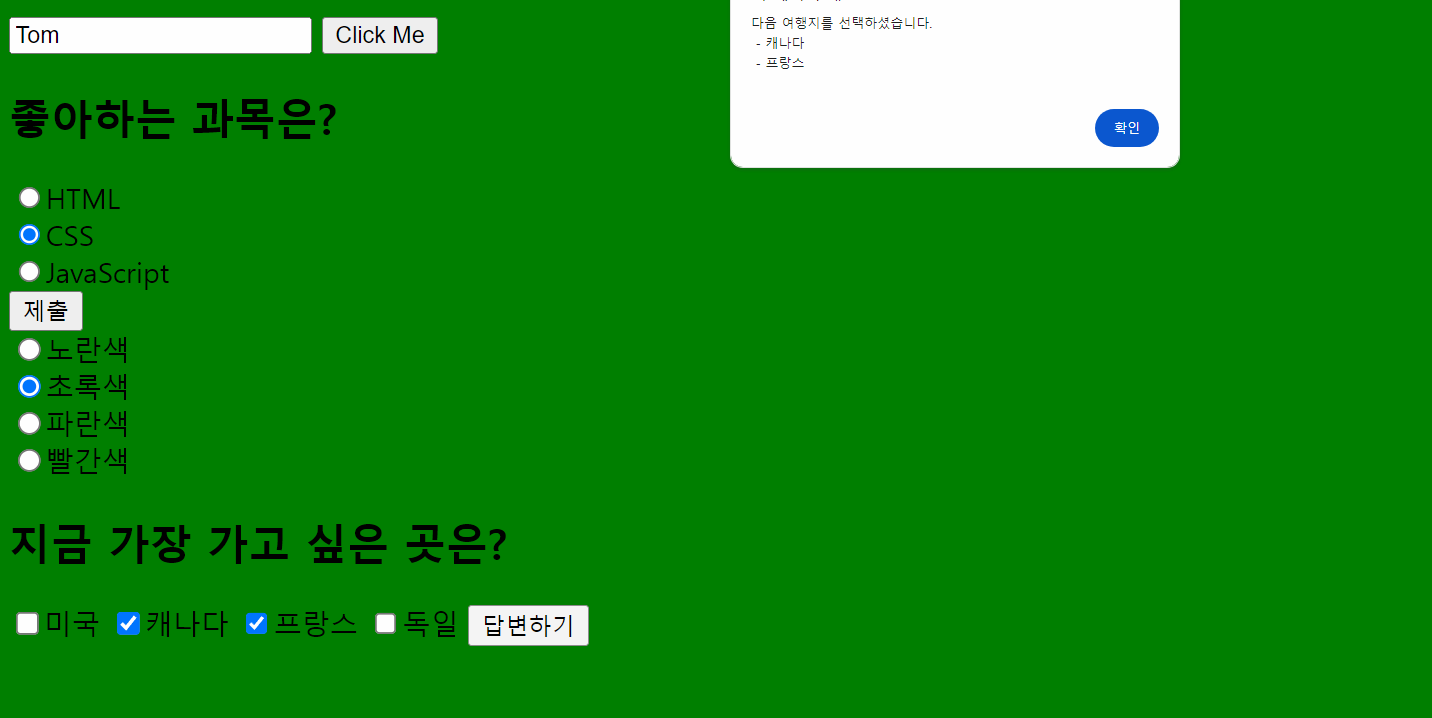 Tom Click Me
좋아하는 과목은?
HTML
CSS
JavaScript
제출
노란색
초록색
파란색
빨간색
지금 가장 가고 싶은 곳은?
미국 캐나다 프랑스 독일 답변하기
다음 여행지를 선택하셨습니다.
- 캐나다
- 프랑스
확인